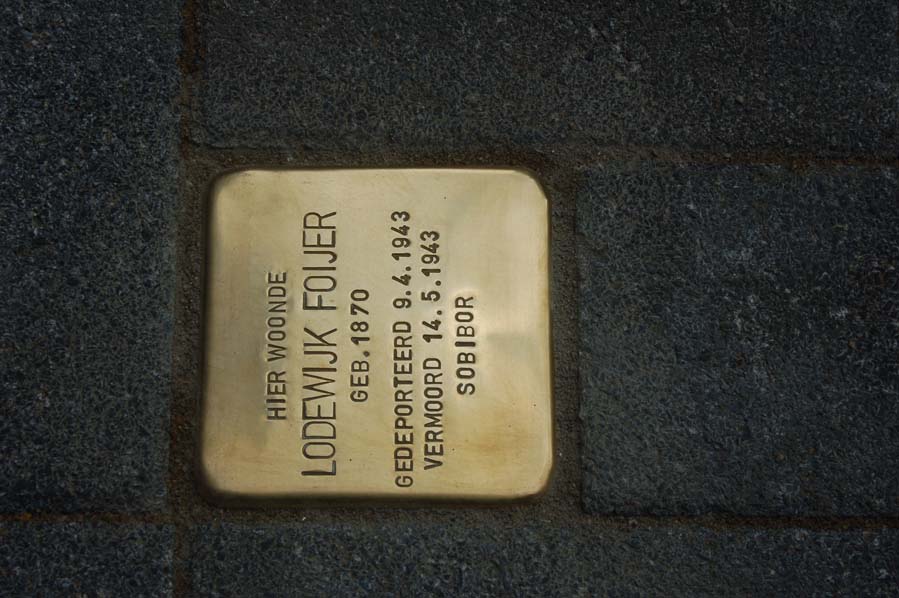 HIER WOONDE
LODEWIJK FOIJER
GEB.1870
GEDEPORTEERD 9.4.1943
VERMOORD 14.5.1943
SOBIBOR